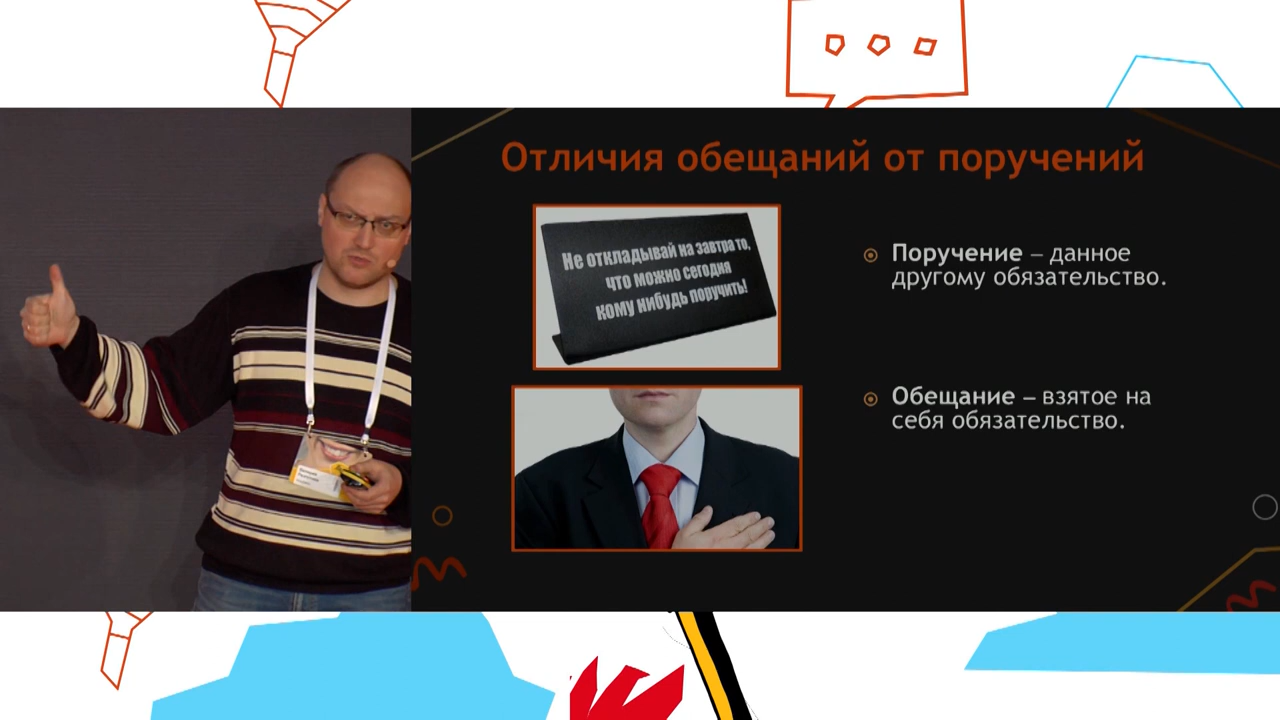 Отличия обещаний от поручений
Не откладывай на завтра то,
что можно сегодня
кому нибудь поручить!
Поручение – данное
другому обязательство.
Обещание – взятое на
себя обязательство.